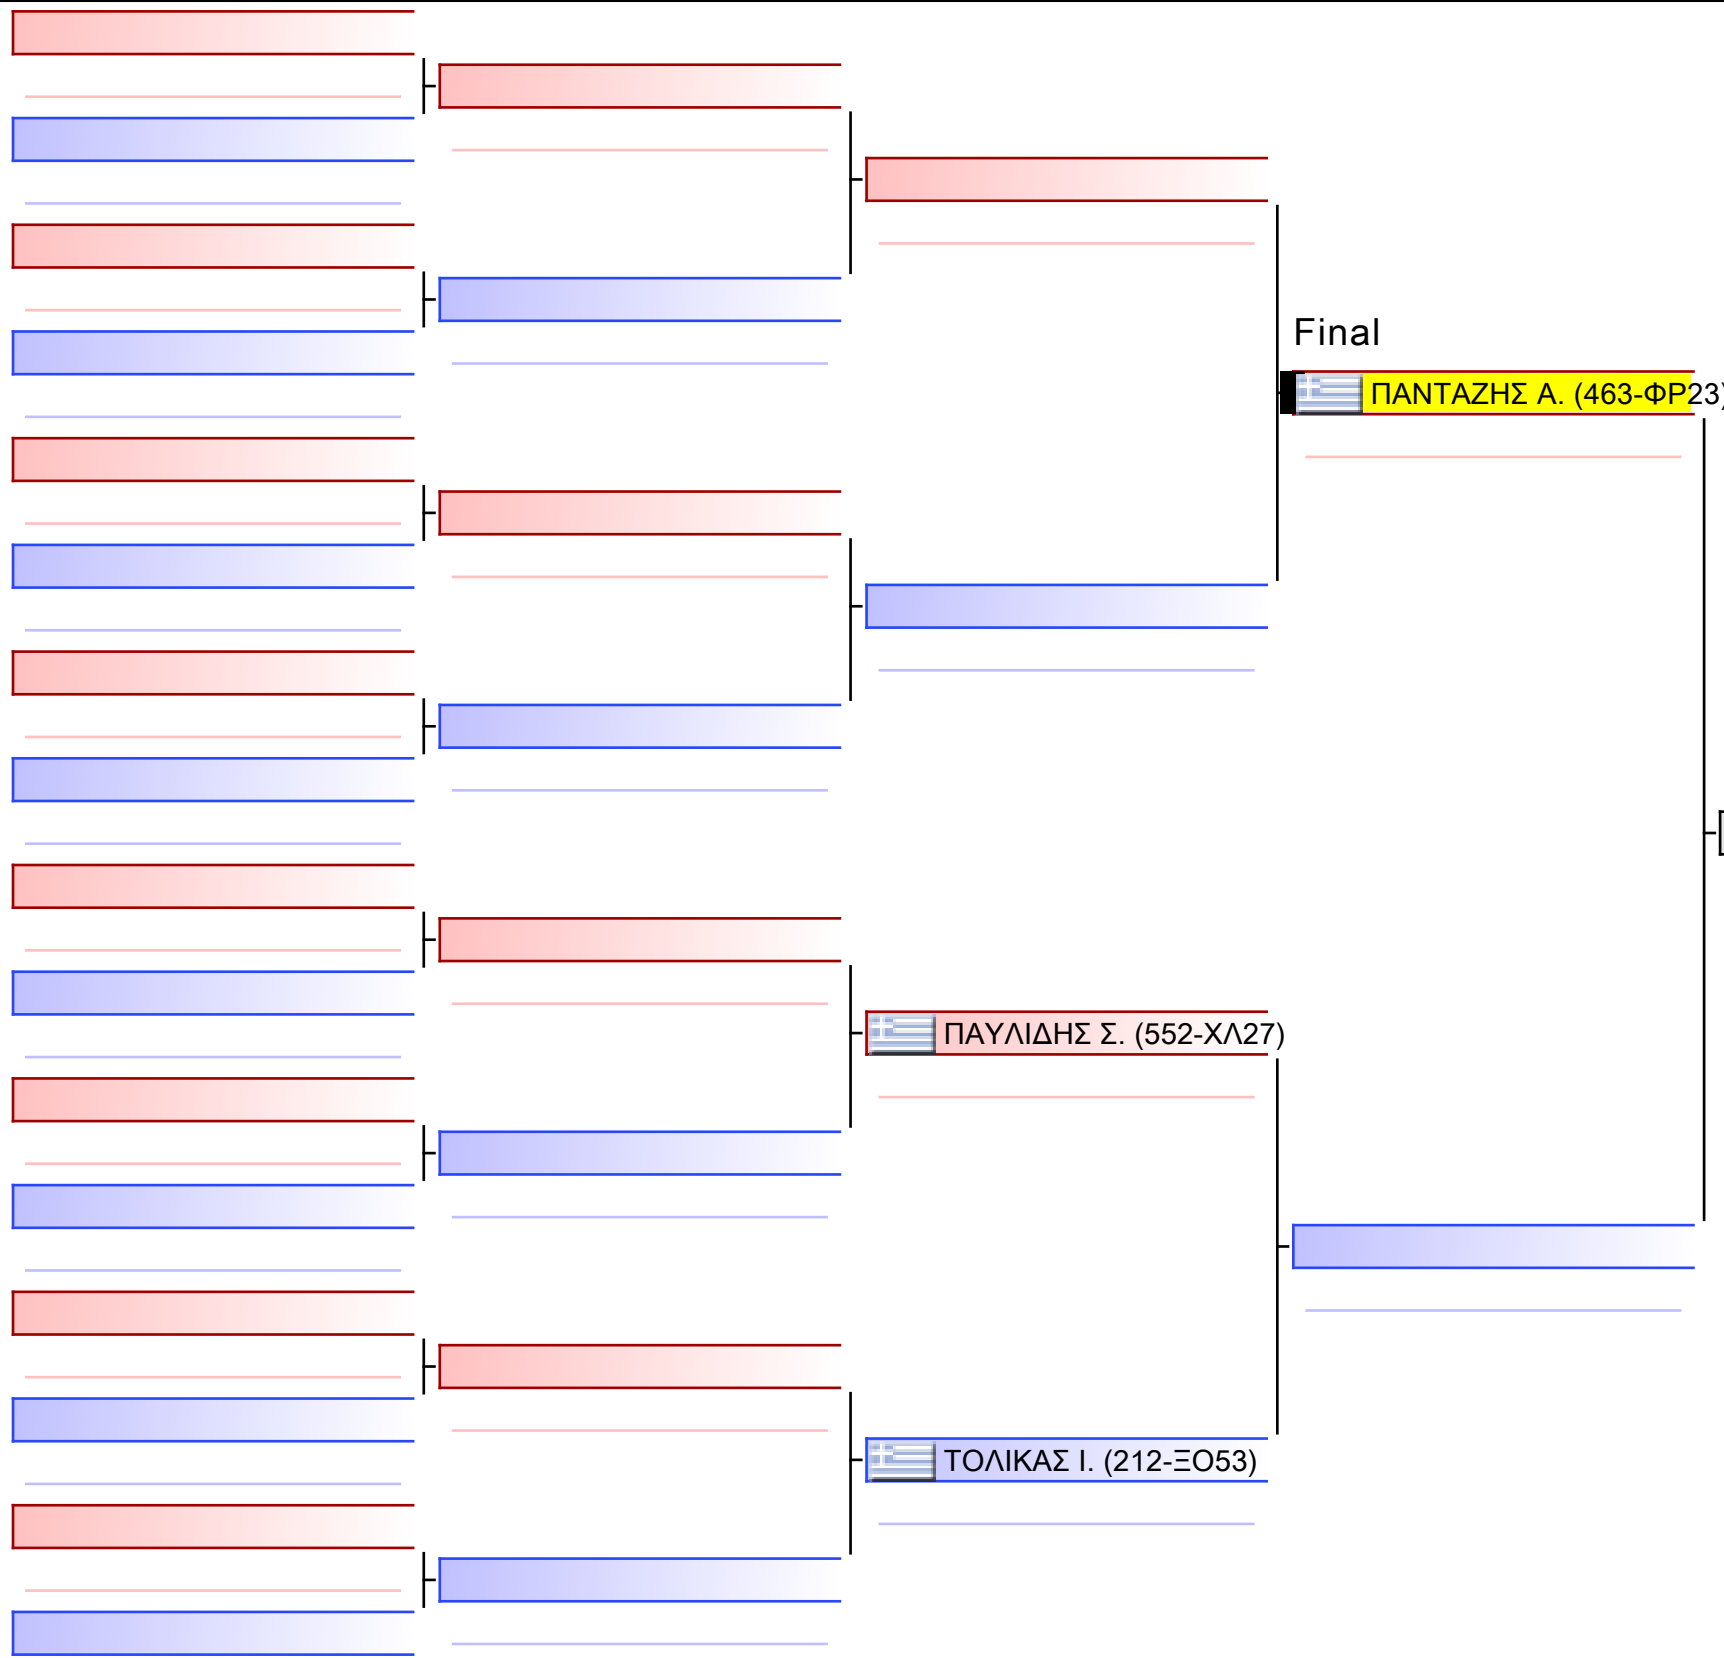 Final
ΠΑΝΤΑΖΗΣ Α. (463-ΦΡ23)
ΠΑΥΛΙΔΗΣ Σ. (552-ΧΛ27)
ΤΟΛΙΚΑΣ Ι. (212-ΞΟ53)